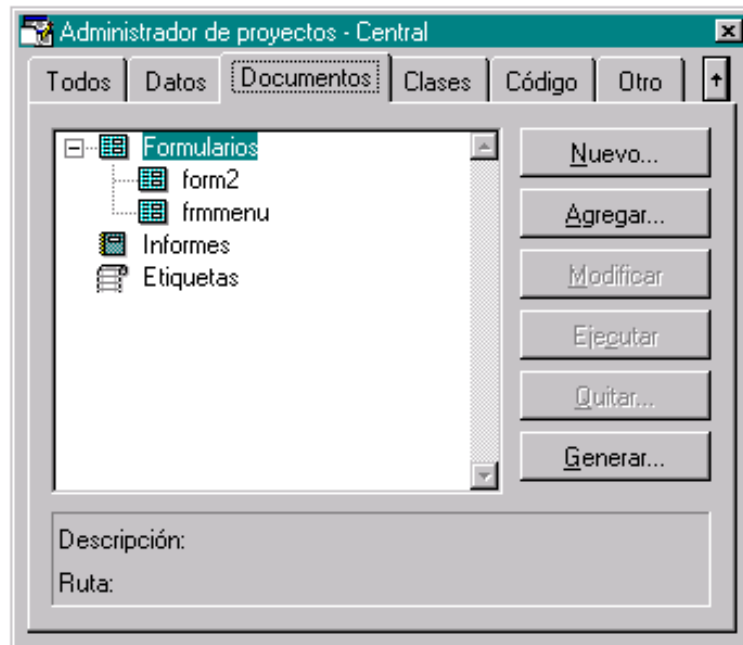 Administrador de proyectos - Central
Todos Datos Documentos Clases Código Otro
Formularios
form2
frmmenu
Informes
Etiquetas
Nuevo...
Agregar...
Modificar
Ejecutar
Quitar...
Generar...
Descripción:
Ruta: